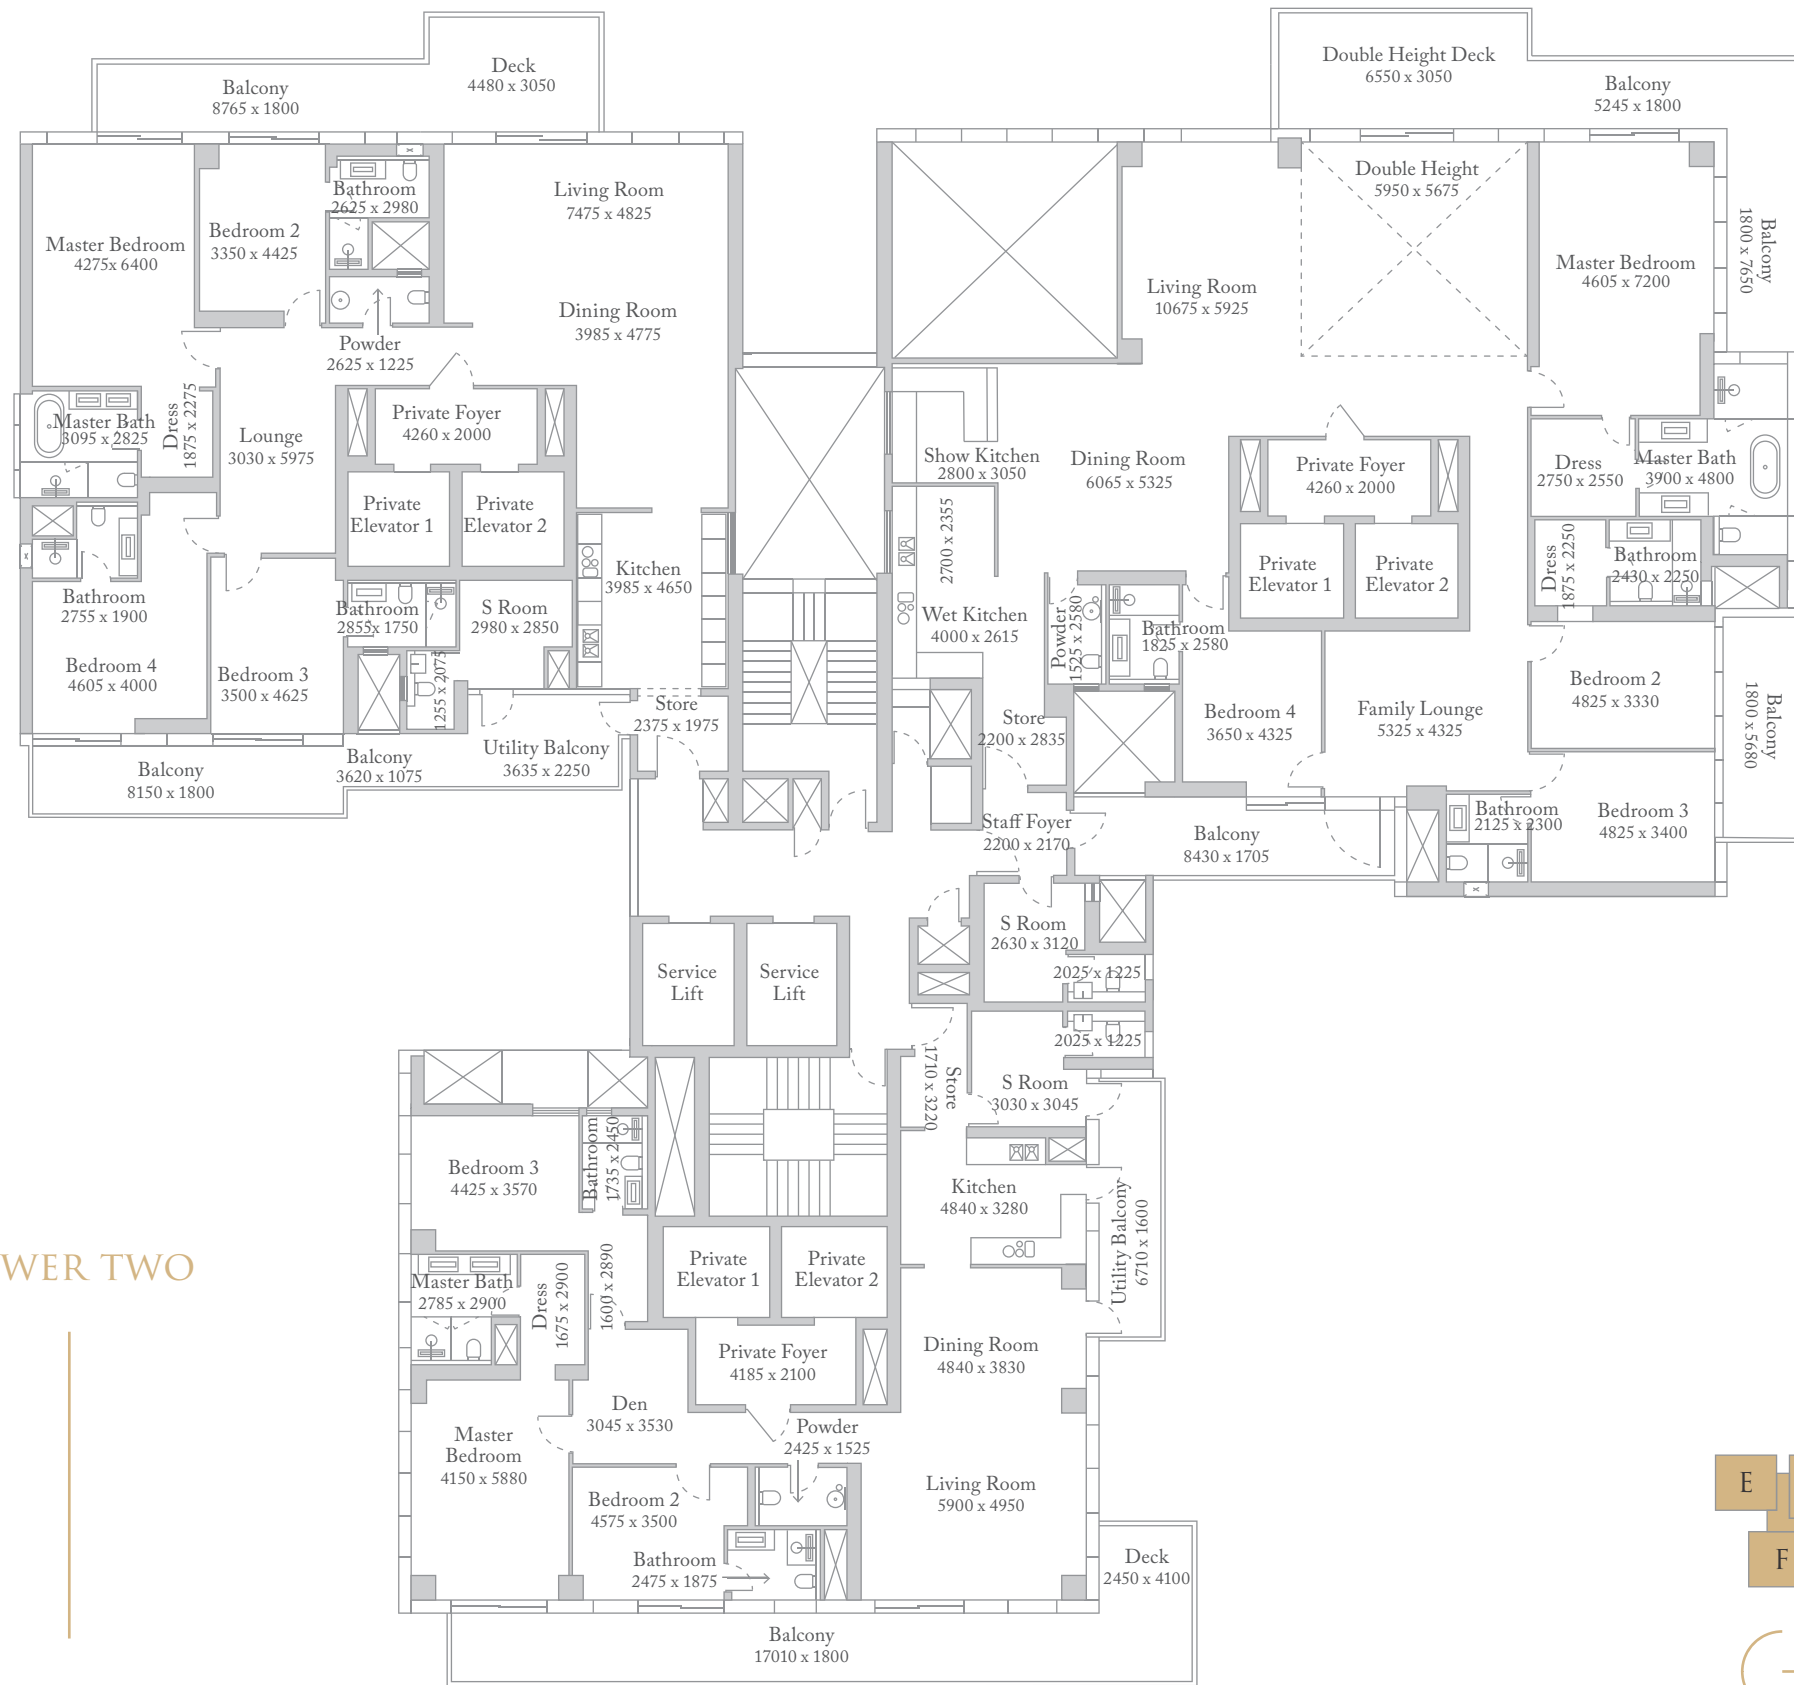 Deck
4480 x 3050
Balcony
8765 x 1800
Living Room
7475 x 4825
Bathroom
2625 x 2980
Bedroom 2
3350 x 4425
Master Bedroom
4275x 6400
Dining Room
3985 x 4775
Powder
2625 x 1225
Private Foyer
4260 x 2000
Master Bath
3095 x 2825
Dress
1875 x 2275
Lounge
3030 x 5975
Private
Elevator 1
Private
Elevator 2
Kitchen
3985 x 4650
Bathroom
2755 x 1900
Bathroom
2855x 1750
S Room
2980 x 2850
Bedroom 4
4605 x 4000
Bedroom 3
3500 x 4625
1255 x 2075
Store
2375 x 1975
Balcony
8150 x 1800
Balcony
3620 x 1075
Utility Balcony
3635 x 2250
Double Height Deck
6550 x 3050
Balcony
5245 x 1800
Double Height
5950 x 5675
Balcony
1800 x 7650
Master Bedroom
4605 x 7200
Living Room
10675 x 5925
Show Kitchen
2800 x 3050
Dining Room
6065 x 5325
Private Foyer
4260 x 2000
Dress
2750 x 2550
Master Bath
3900 x 4800
2700 x 2355
Private
Elevator 1
Private
Elevator 2
Dress
1875 x 2250
Bathroom
2430 x 2250
Wet Kitchen
4000 x 2615
Powder
1525 x 2580
Bathroom
1825 x 2580
Bedroom 2
4825 x 3330
Store
2200 x 2835
Bedroom 4
3650 x 4325
Family Lounge
5325 x 4325
Balcony
1800 x 5680
Staff Foyer
2200 x 2170
Balcony
8430 x 1705
Bathroom
2125 x 2300
Bedroom 3
4825 x 3400
S Room
2630 x 3120
2025 x 1225
Service
Lift
Service
Lift
2025 x 1225
Store
1710 x 3220
S Room
3030 x 3045
Bedroom 3
4425 x 3570
Bathroom
1735 x 2450
Kitchen
4840 x 3280
Utility Balcony
6710 x 1600
WER TWO
Master Bath
2785 x 2900
Dress
1675 x 2900
1600 x 2890
Private
Elevator 1
Private
Elevator 2
Private Foyer
4185 x 2100
Dining Room
4840 x 3830
Den
3045 x 3530
Powder
2425 x 1525
Master
Bedroom
4150 x 5880
Bedroom 2
4575 x 3500
Living Room
5900 x 4950
Bathroom
2475 x 1875
Deck
2450 x 4100
Balcony
17010 x 1800
E
F